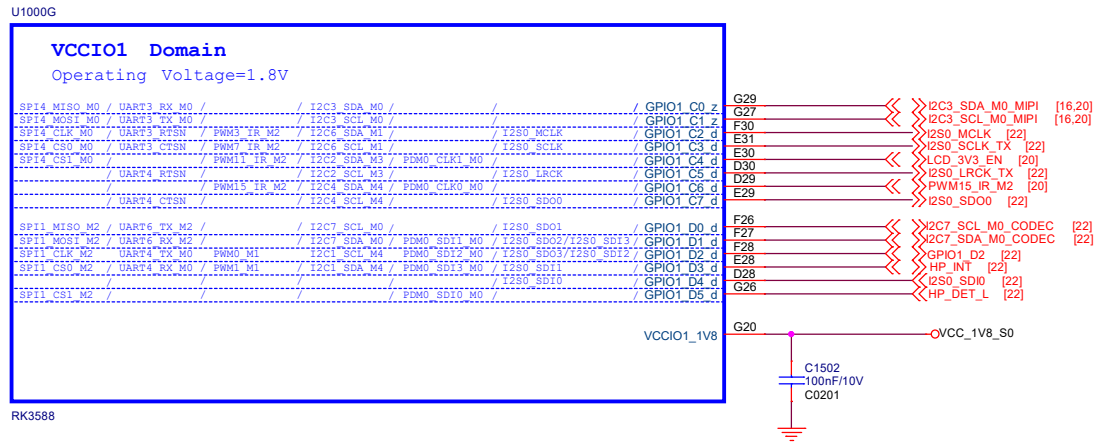 U1000G
VCCIO1 Domain
Operating Voltage=1.8V
SPI4_MISO_M0 / UART3_RX_M0 / / I2C3_SDA_M0 / / / GPIO1_C0_z G29 I2C3_SDA_M0_MIPI [16,20]
SPI4_MOSI_M0 / UART3_TX_M0 / / I2C3_SCL_M0 / / / GPIO1_C1_z G27 I2C3_SCL_M0_MIPI [16,20]
SPI4_CLK_M0 / UART3_RTSN / PWM3_IR_M2 / I2C6_SDA_M1 / / I2S0_MCLK / GPIO1_C2_d F30 I2S0_MCLK [22]
SPI4_CS0_M0 / UART3_CTSN / PWM7_IR_M2 / I2C6_SCL_M1 / / I2S0_SCLK / GPIO1_C3_d E31 I2S0_SCLK_TX [22]
SPI4_CS1_M0 / / PWM11_IR_M2 / I2C2_SDA_M3 / PDM0_CLK1_M0 / / GPIO1_C4_d E30 LCD_3V3_EN [20]
/ UART4_RTSN / / I2C2_SCL_M3 / / I2S0_LRCK / GPIO1_C5_d D30 I2S0_LRCK_TX [22]
/ / PWM15_IR_M2 / I2C4_SDA_M4 / PDM0_CLK0_M0 / / GPIO1_C6_d D29 PWM15_IR_M2 [20]
/ UART4_CTSN / / I2C4_SCL_M4 / / I2S0_SDO0 / GPIO1_C7_d E29 I2S0_SDO0 [22]
SPI1_MISO_M2 / UART6_TX_M2 / / I2C7_SCL_M0 / / I2S0_SDO1 / GPIO1_D0_d F26 I2C7_SCL_M0_CODEC [22]
SPI1_MOSI_M2 / UART6_RX_M2 / / I2C7_SDA_M0 / PDM0_SDI1_M0 / I2S0_SDO2/I2S0_SDI3 / GPIO1_D1_d F27 I2C7_SDA_M0_CODEC [22]
SPI1_CLK_M2 / UART4_TX_M0 / PWM0_M1 / I2C1_SCL_M4 / PDM0_SDI2_M0 / I2S0_SDO3/I2S0_SDI2 / GPIO1_D2_d F28 GPIO1_D2 [22]
SPI1_CS0_M2 / UART4_RX_M0 / PWM1_M1 / I2C1_SDA_M4 / PDM0_SDI3_M0 / I2S0_SDI1 / GPIO1_D3_d E28 HP_INT [22]
/ / / / / I2S0_SDI0 / GPIO1_D4_d D28 I2S0_SDI0 [22]
SPI1_CS1_M2 / / / / PDM0_SDI0_M0 / / GPIO1_D5_d G26 HP_DET_L [22]
VCCIO1_1V8 G20 VCC_1V8_S0
C1502
100nF/10V
C0201
RK3588